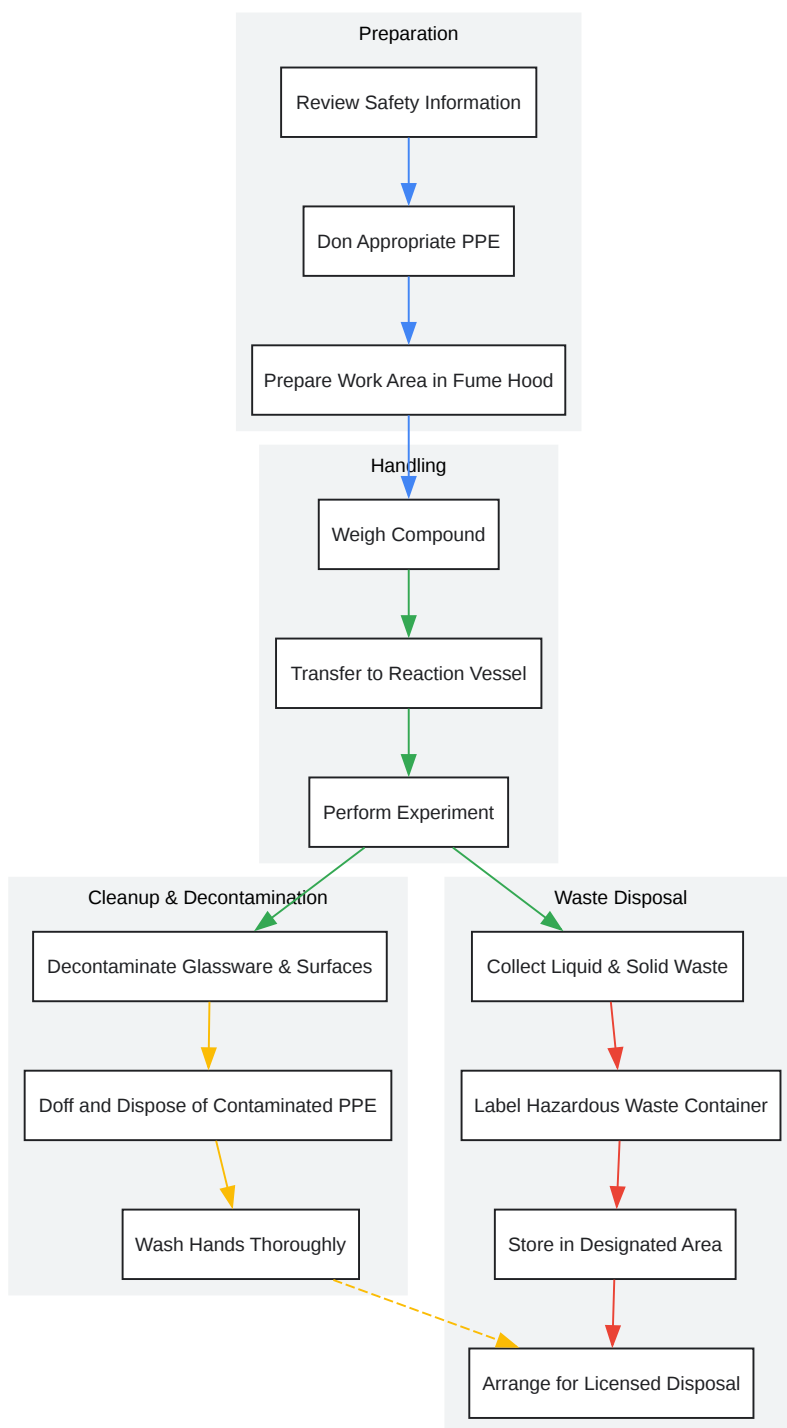 Preparation
Review Safety Information
Don Appropriate PPE
Prepare Work Area in Fume Hood
Handling
Weigh Compound
Transfer to Reaction Vessel
Perform Experiment
Cleanup & Decontamination
Decontaminate Glassware & Surfaces
Doff and Dispose of Contaminated PPE
Wash Hands Thoroughly
Waste Disposal
Collect Liquid & Solid Waste
Label Hazardous Waste Container
Store in Designated Area
Arrange for Licensed Disposal